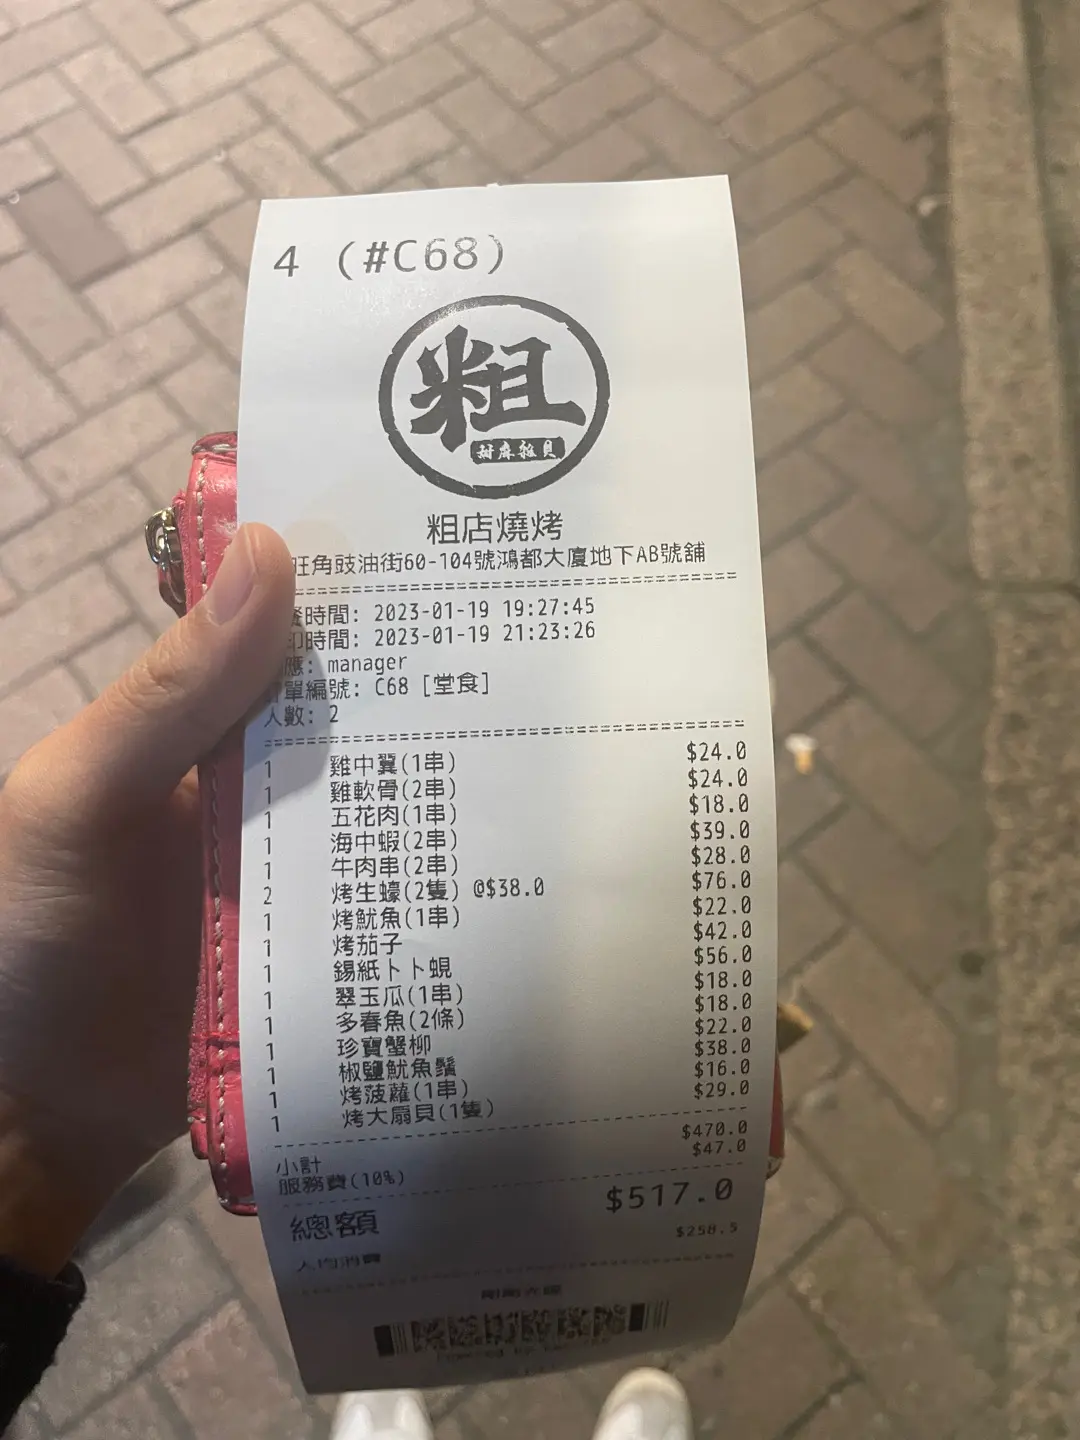 4 (#C68)
粗
甜麻雜貝
粗店燒烤
旺角豉油街60-104號鴻都大廈地下AB號舖
時間: 2023-01-19 19:27:45
印時間: 2023-01-19 21:23:26
應: manager
單編號: C68 [堂食]
人數: 2
1 雞中翼(1串) $24.0
1 雞軟骨(2串) $24.0
1 五花肉(1串) $18.0
1 海中蝦(2串) $39.0
1 牛肉串(2串) $28.0
2 烤生蠔(2隻) @$38.0 $76.0
1 烤魷魚(1串) $22.0
1 烤茄子 $42.0
1 錫紙卜卜蜆 $56.0
1 翠玉瓜(1串) $18.0
1 多春魚(2條) $18.0
1 珍寶蟹柳 $22.0
1 椒鹽魷魚鬚 $38.0
1 烤菠蘿(1串) $16.0
1 烤大扇貝(1隻) $29.0
小計 $470.0
服務費(10%) $47.0
總額 $517.0
人均消費 $258.5